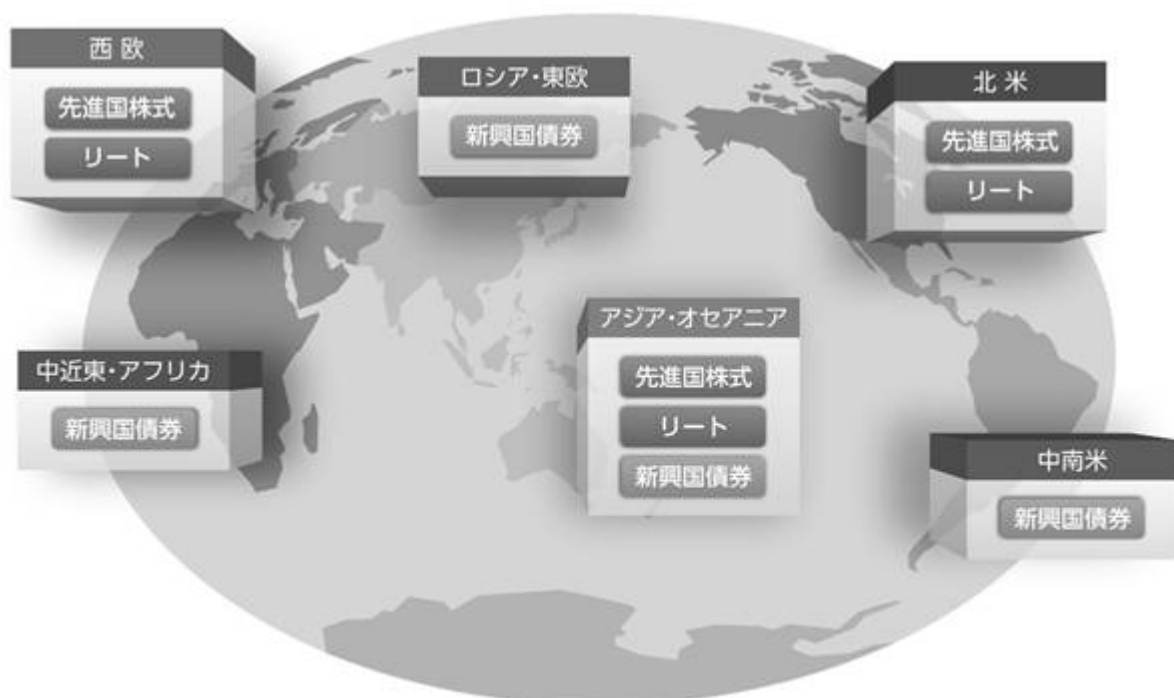 西 欧
先進国株式
リート
ロシア・東欧
新興国債券
北 米
先進国株式
リート
中近東・アフリカ
新興国債券
アジア・オセアニア
先進国株式
リート
新興国債券
中南米
新興国債券